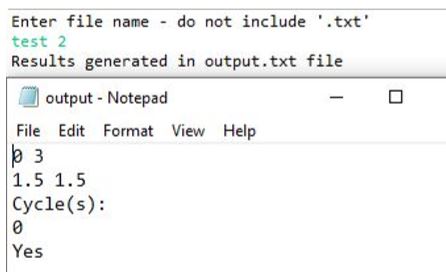 Enter file name - do not include '.txt'
test 2
Results generated in output.txt file
output - Notepad
File Edit Format View Help
0 3
1.5 1.5
Cycle(s):
0
Yes